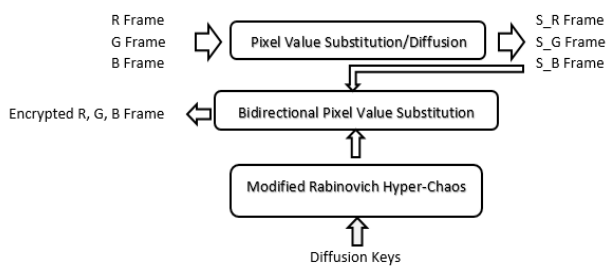 R Frame
G Frame
B Frame
Pixel Value Substitution/Diffusion
S_R Frame
S_G Frame
S_B Frame
Encrypted R, G, B Frame
Bidirectional Pixel Value Substitution
Modified Rabinovich Hyper-Chaos
Diffusion Keys